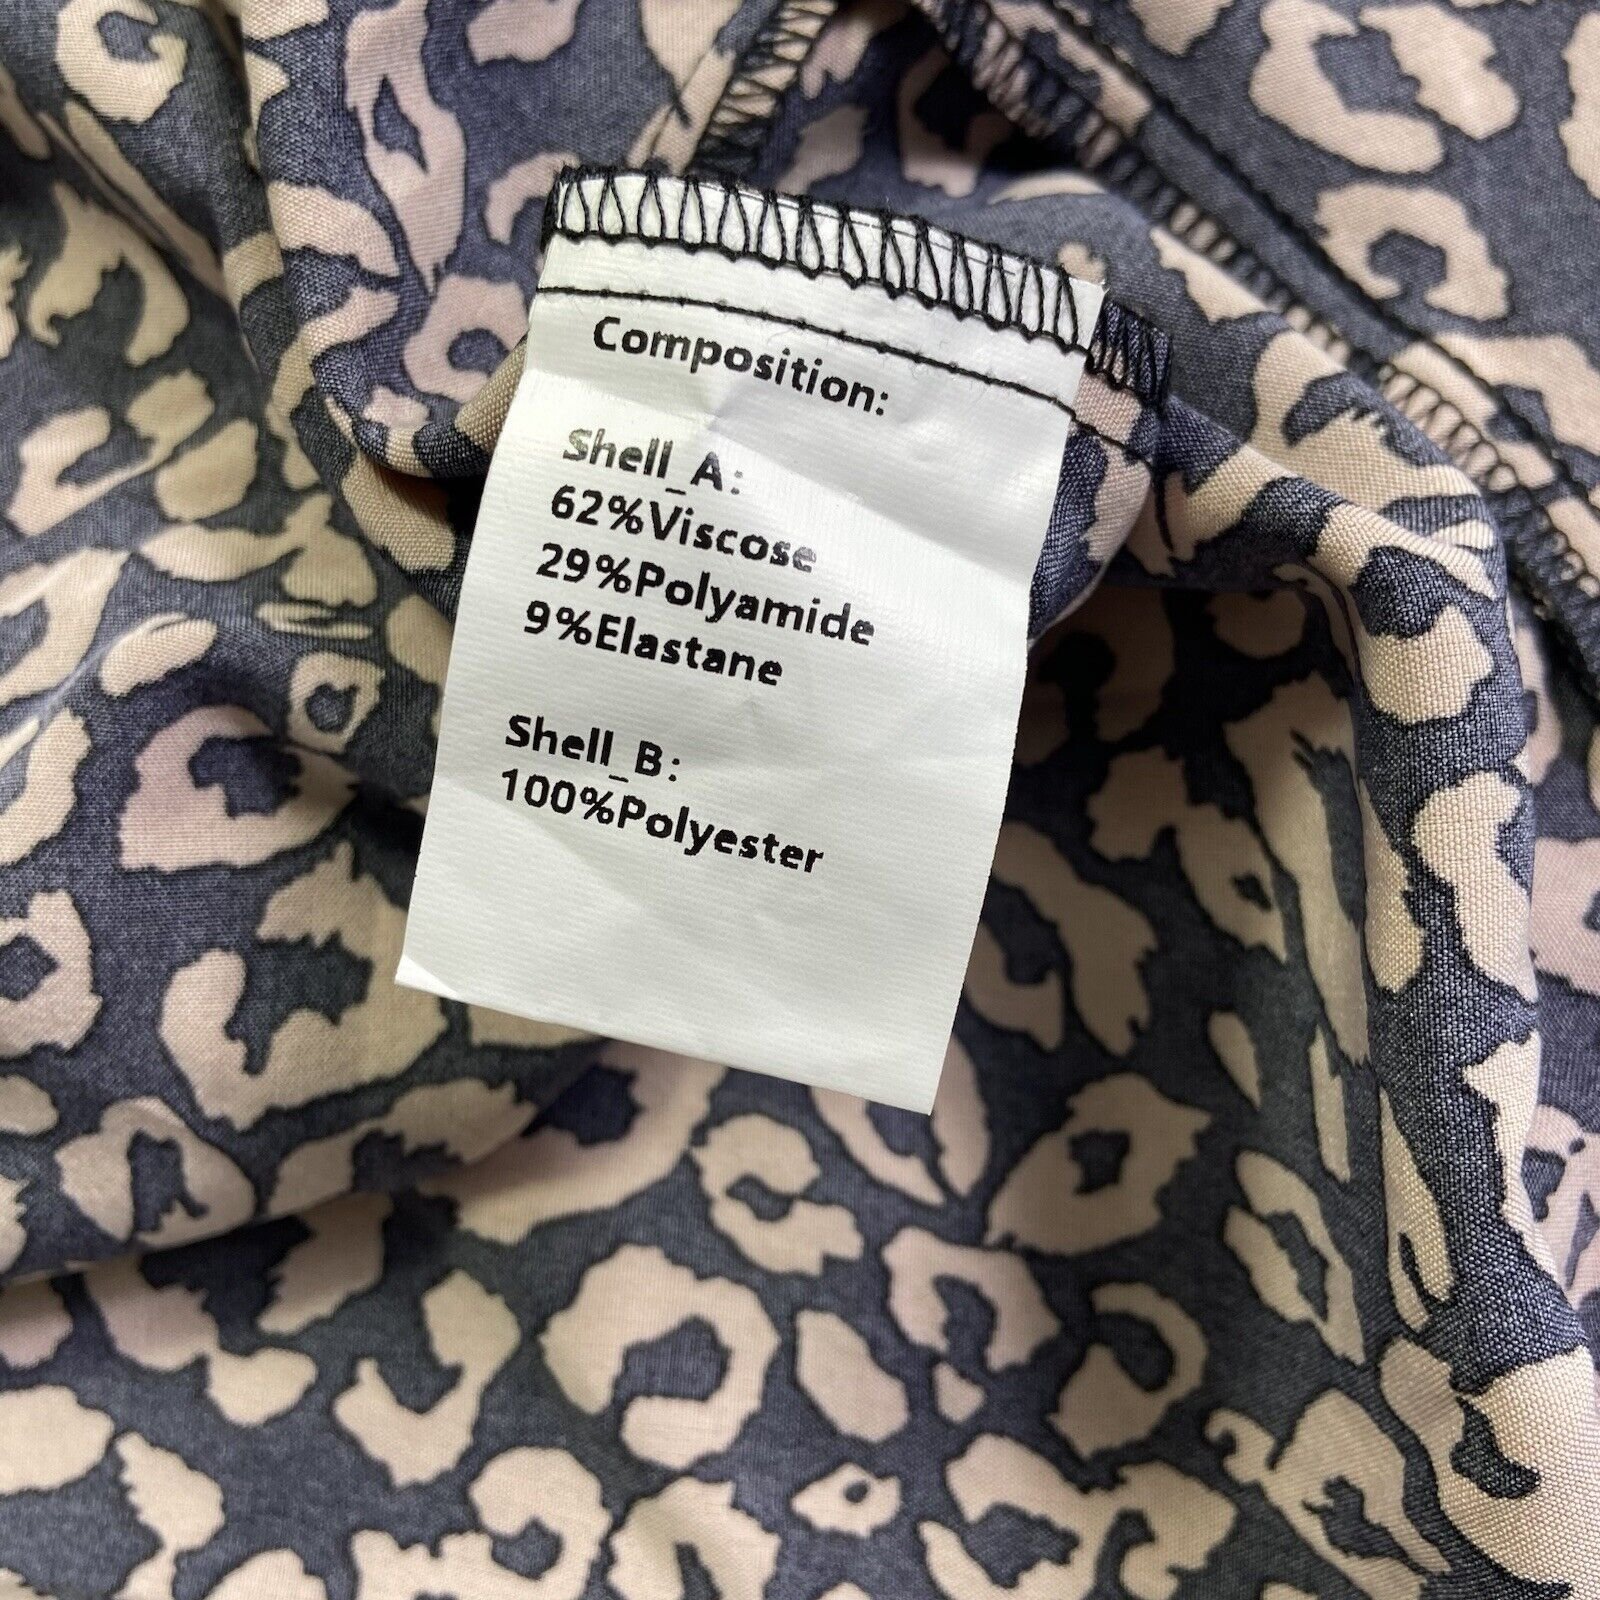 Composition:
Shell_A:
62%Viscose
29%Polyamide
9%Elastane
Shell_B:
100%Polyester